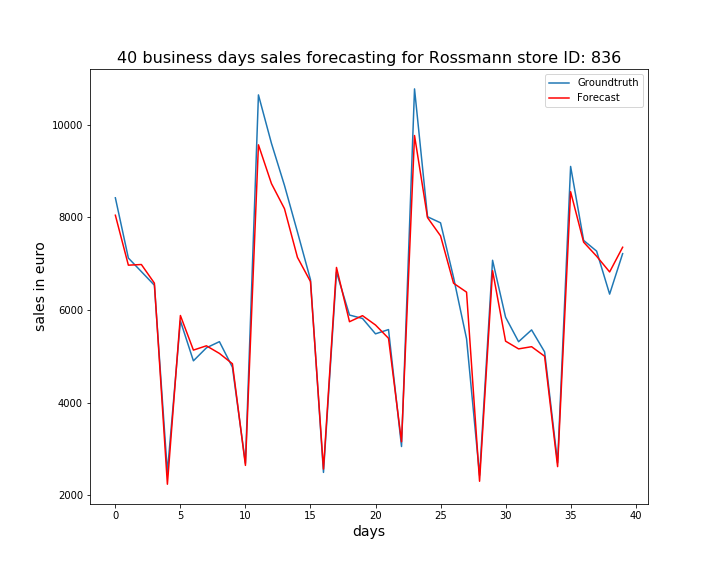 40 business days sales forecasting for Rossmann store ID: 836
Groundtruth
Forecast
10000
8000
6000
4000
2000
sales in euro
0 5 10 15 20 25 30 35 40
days